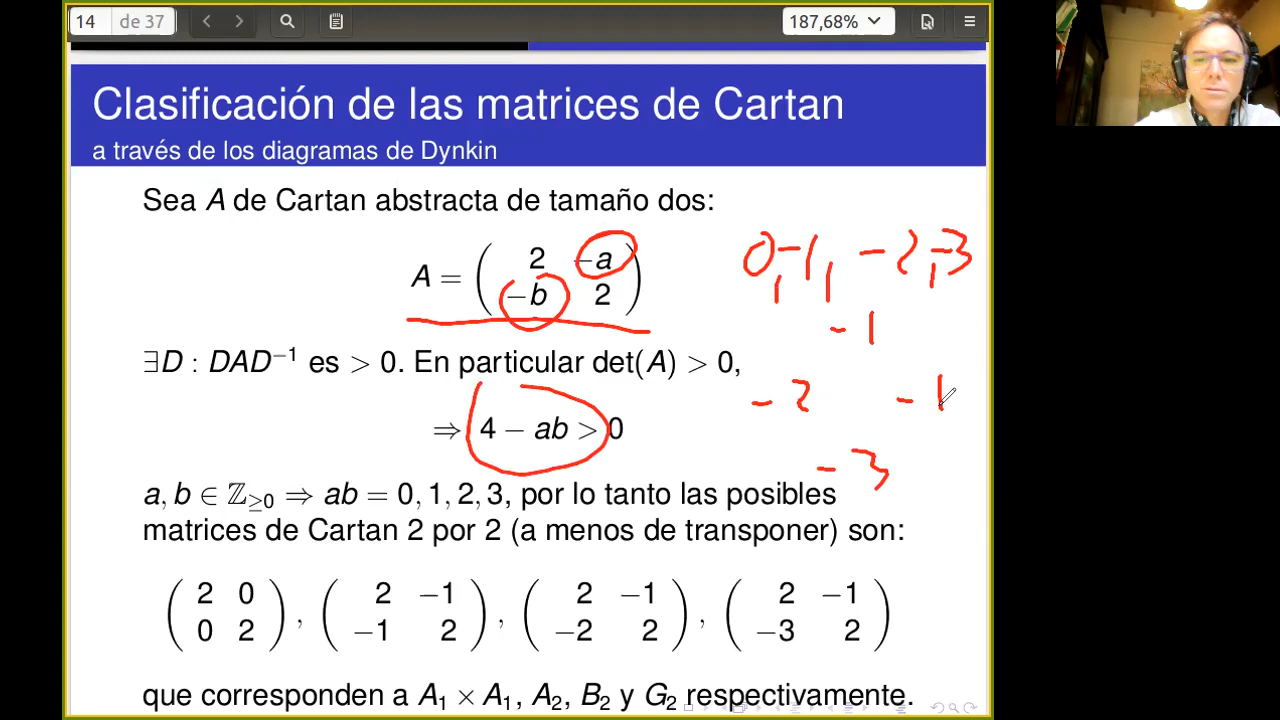 14 de 37 187,68%
Clasificación de las matrices de Cartan
a través de los diagramas de Dynkin
Sea A de Cartan abstracta de tamaño dos:
A = ( 2 −a
−b 2 )
0, -1, -2, -3
-1
∃D : DAD⁻¹ es > 0. En particular det(A) > 0,
-2 -1
⇒ 4 − ab > 0
-3
a, b ∈ ℤ≥0 ⇒ ab = 0, 1, 2, 3, por lo tanto las posibles
matrices de Cartan 2 por 2 (a menos de transponer) son:
( 2 0 ), ( 2 −1 ), ( 2 −1 ), ( 2 −1 )
( 0 2 ) ( −1 2 ) ( −2 2 ) ( −3 2 )
que corresponden a A₁ × A₁, A₂, B₂ y G₂ respectivamente.